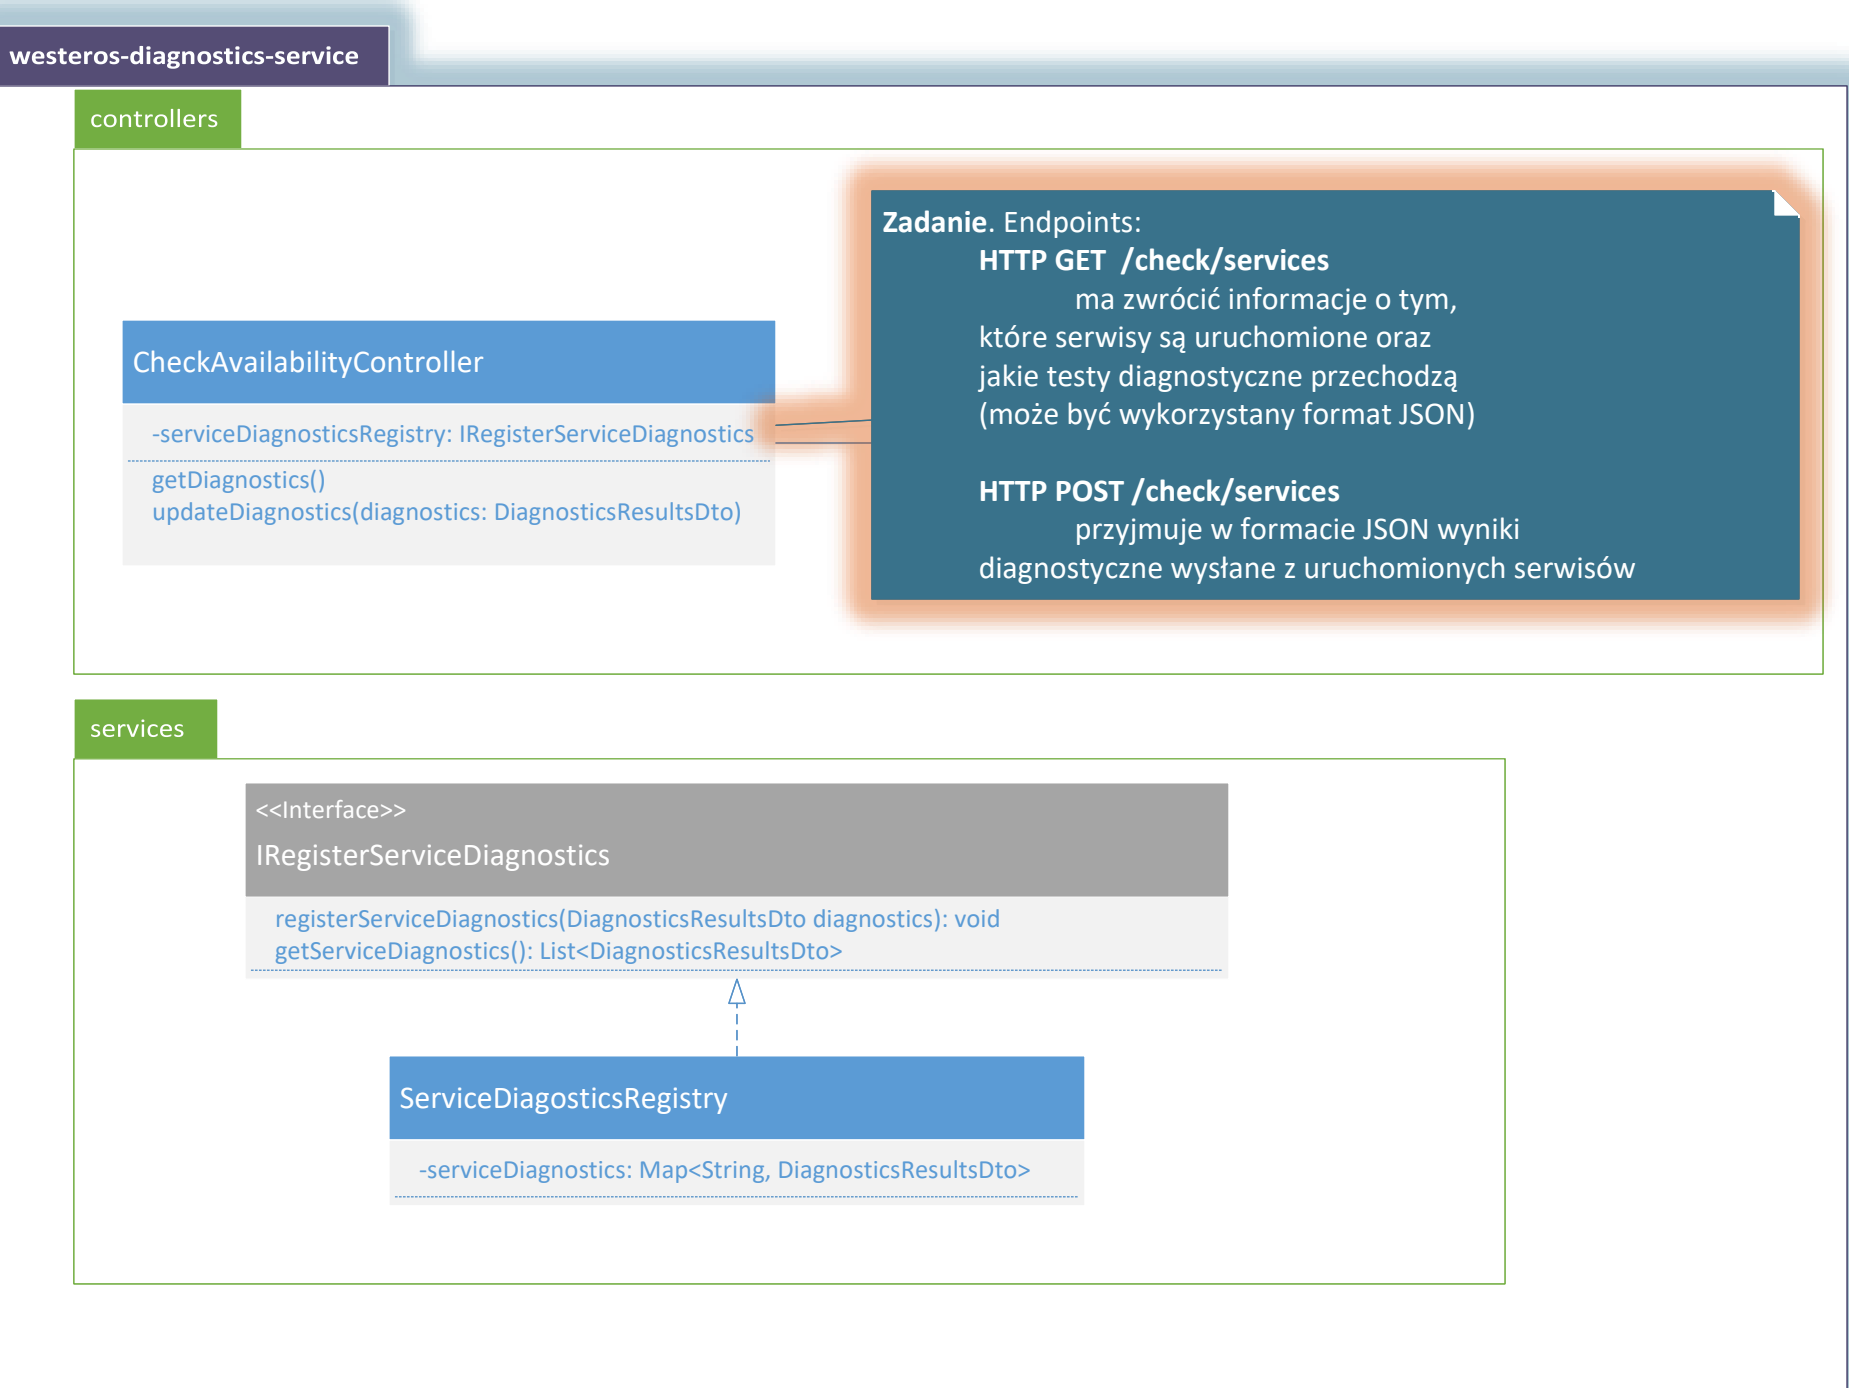 westeros-diagnostics-service
controllers
CheckAvailabilityController
-serviceDiagnosticsRegistry: IRegisterServiceDiagnostics
getDiagnostics()
updateDiagnostics(diagnostics: DiagnosticsResultsDto)
Zadanie. Endpoints:
HTTP GET  /check/services
ma zwrócić informacje o tym,
które serwisy są uruchomione oraz
jakie testy diagnostyczne przechodzą
(może być wykorzystany format JSON)
HTTP POST /check/services
przyjmuje w formacie JSON wyniki
diagnostyczne wysłane z uruchomionych serwisów
services
<<Interface>>
IRegisterServiceDiagnostics
registerServiceDiagnostics(DiagnosticsResultsDto diagnostics): void
getServiceDiagnostics(): List<DiagnosticsResultsDto>
ServiceDiagosticsRegistry
-serviceDiagnostics: Map<String, DiagnosticsResultsDto>